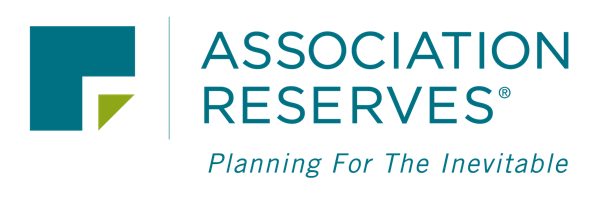 ASSOCIATION
RESERVES®
Planning For The Inevitable